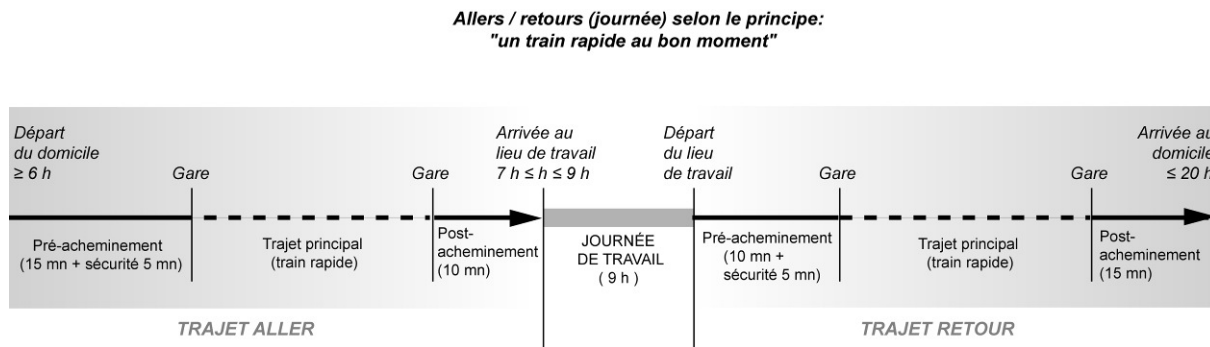 Allers / retours (journée) selon le principe:
"un train rapide au bon moment"
Départ
du domicile
≥ 6 h
Gare
Gare
Arrivée au
lieu de travail
7 h ≤ h ≤ 9 h
Départ
du lieu
de travail
Gare
Gare
Arrivée au
domicile
≤ 20 h
Pré-acheminement
(15 mn + sécurité 5 mn)
Trajet principal
(train rapide)
Post-
acheminement
(10 mn)
JOURNÉE
DE TRAVAIL
( 9 h )
Pré-acheminement
(10 mn +
sécurité 5 mn)
Trajet principal
(train rapide)
Post-
acheminement
(15 mn)
TRAJET ALLER
TRAJET RETOUR